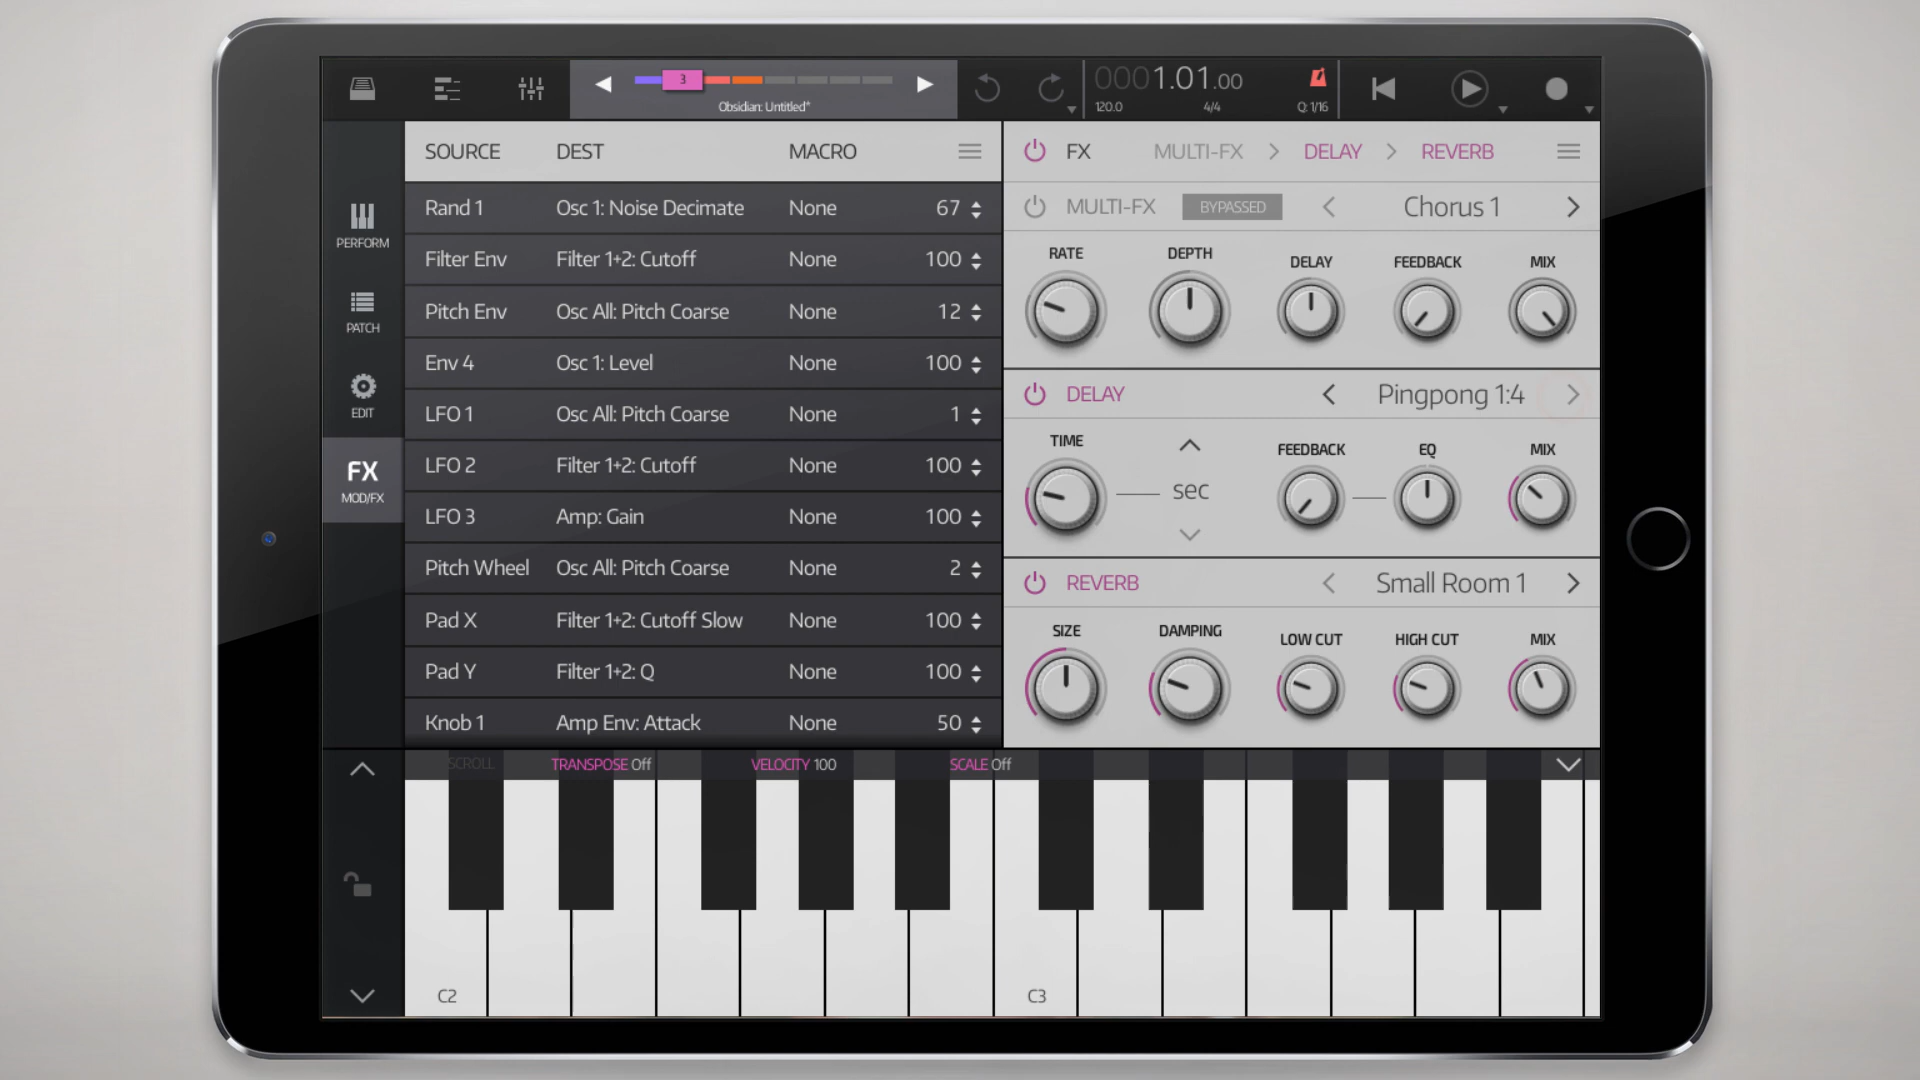 3
Obsidian: Untitled*
0001.01.00
120.0
4/4
Q: 1/16
PERFORM
PATCH
EDIT
FX
MOD/FX
SOURCE DEST MACRO
Rand 1 Osc 1: Noise Decimate None 67
Filter Env Filter 1+2: Cutoff None 100
Pitch Env Osc All: Pitch Coarse None 12
Env 4 Osc 1: Level None 100
LFO 1 Osc All: Pitch Coarse None 1
LFO 2 Filter 1+2: Cutoff None 100
LFO 3 Amp: Gain None 100
Pitch Wheel Osc All: Pitch Coarse None 2
Pad X Filter 1+2: Cutoff Slow None 100
Pad Y Filter 1+2: Q None 100
Knob 1 Amp Env: Attack None 50
FX MULTI-FX > DELAY > REVERB
MULTI-FX BYPASSED Chorus 1
RATE DEPTH DELAY FEEDBACK MIX
DELAY Pingpong 1:4
TIME sec FEEDBACK EQ MIX
REVERB Small Room 1
SIZE DAMPING LOW CUT HIGH CUT MIX
SCROLL TRANSPOSE Off VELOCITY 100 SCALE Off
C2 C3